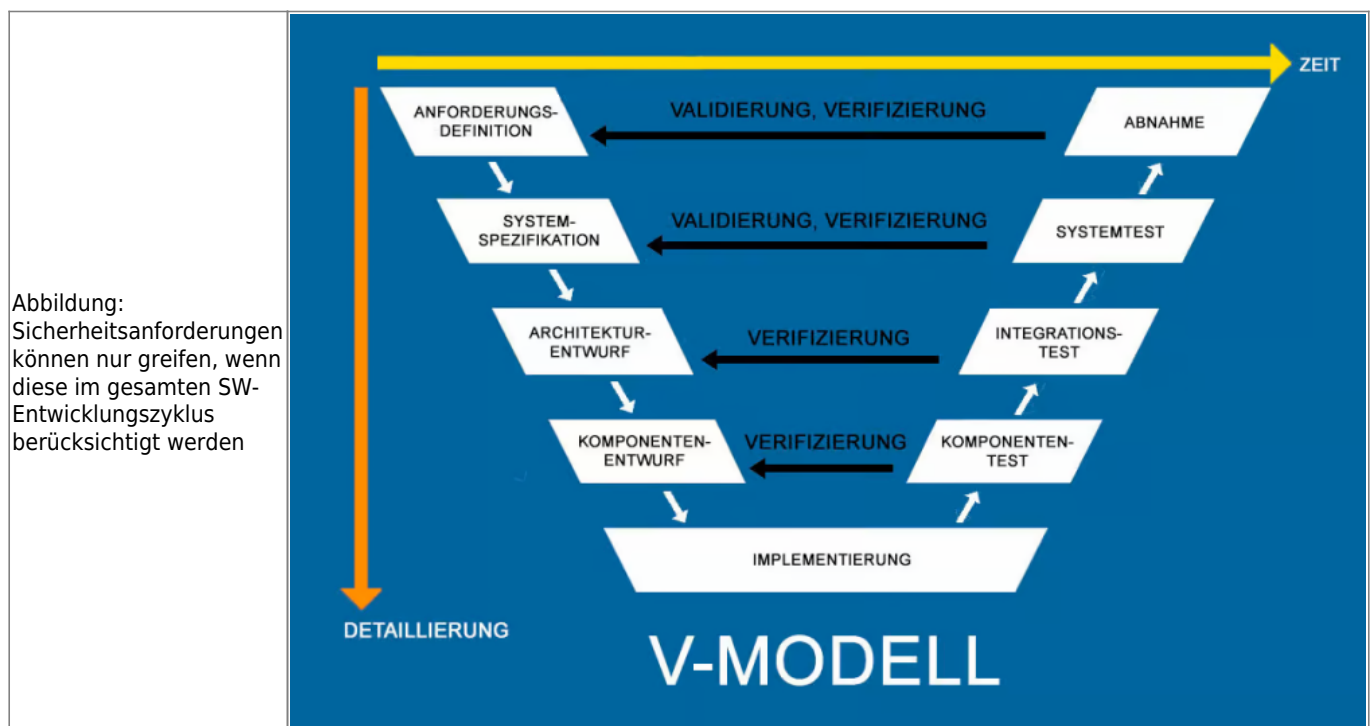 Abbildung:
Sicherheitsanforderungen
können nur greifen, wenn
diese im gesamten SW-
Entwicklungszyklus
berücksichtigt werden
ZEIT
ANFORDERUNGS-
DEFINITION
VALIDIERUNG, VERIFIZIERUNG
ABNAHME
SYSTEM-
SPEZIFIKATION
VALIDIERUNG, VERIFIZIERUNG
SYSTEMTEST
ARCHITEKTUR-
ENTWURF
VERIFIZIERUNG
INTEGRATIONS-
TEST
KOMPONENTEN-
ENTWURF
VERIFIZIERUNG
KOMPONENTEN-
TEST
IMPLEMENTIERUNG
DETAILLIERUNG
V-MODELL